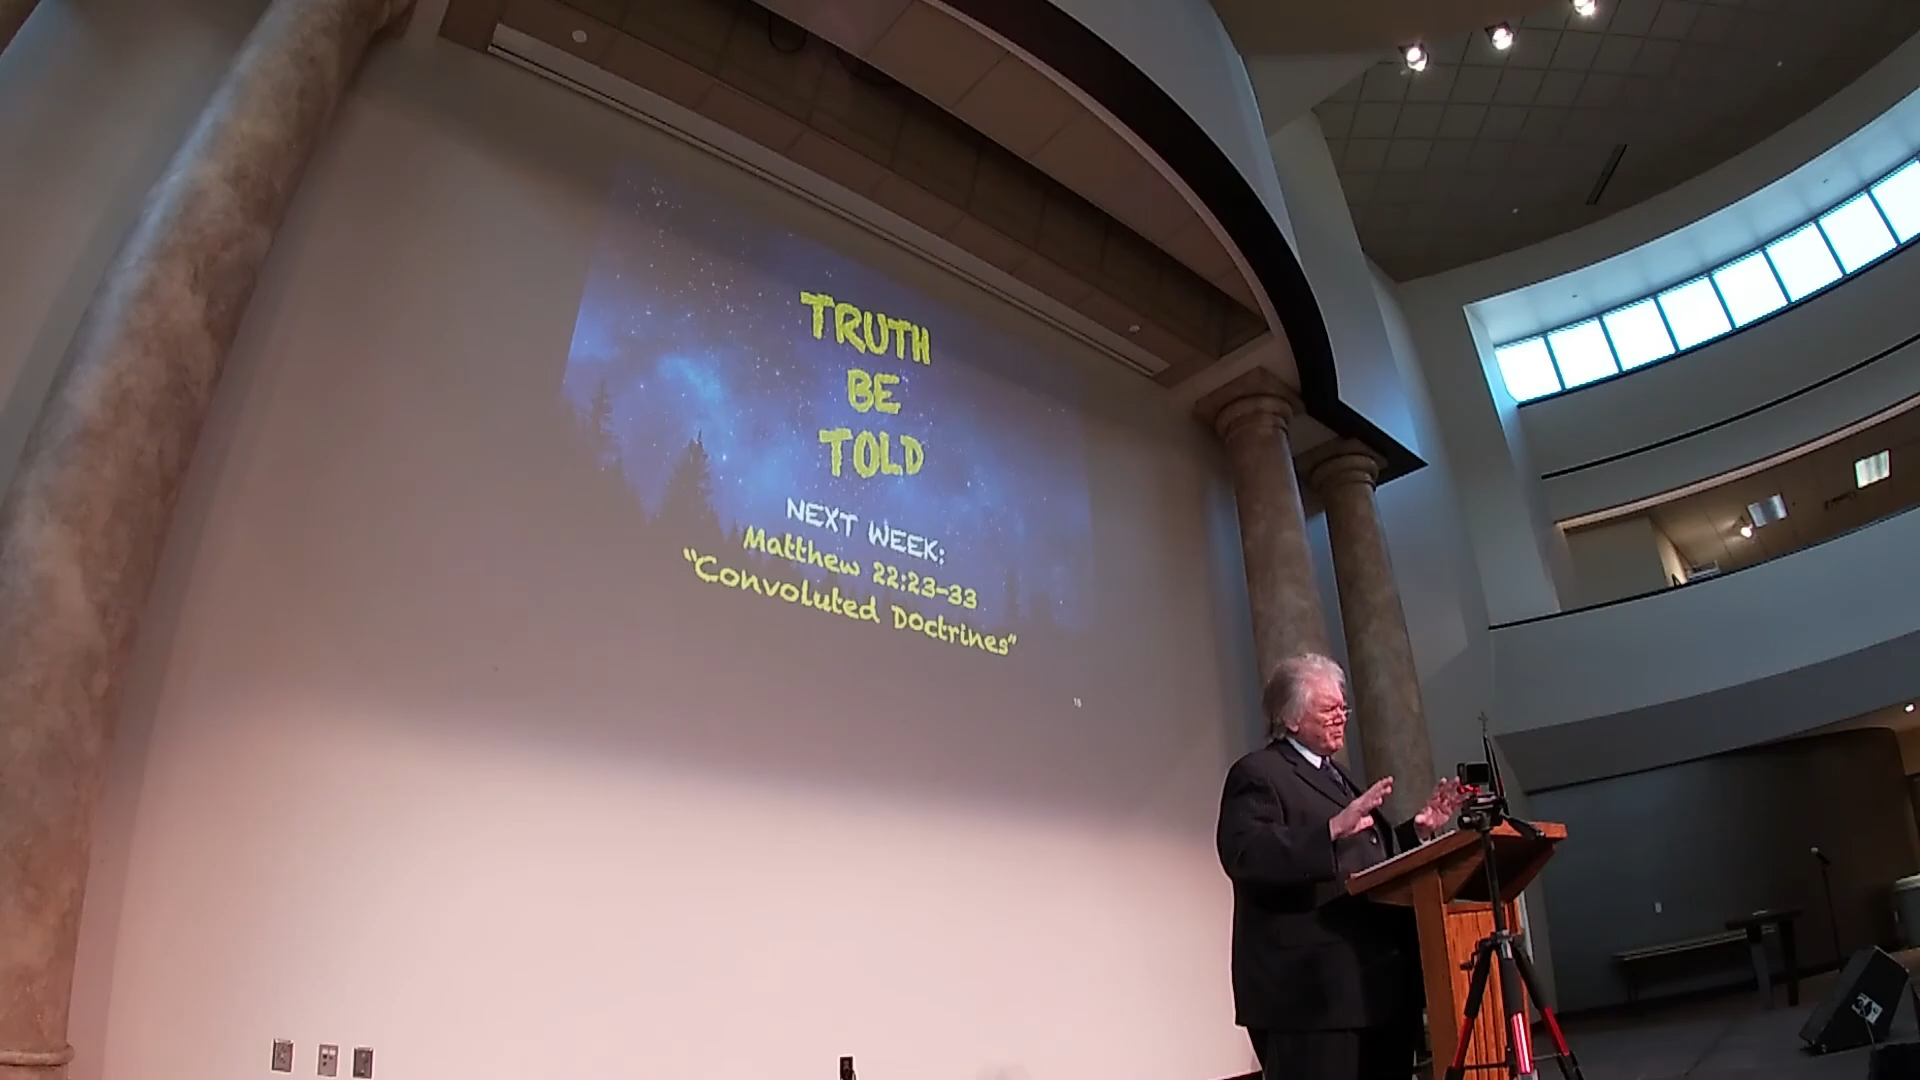 TRUTH
BE
TOLD
NEXT WEEK:
Matthew 22:23-33
"Convoluted Doctrines"